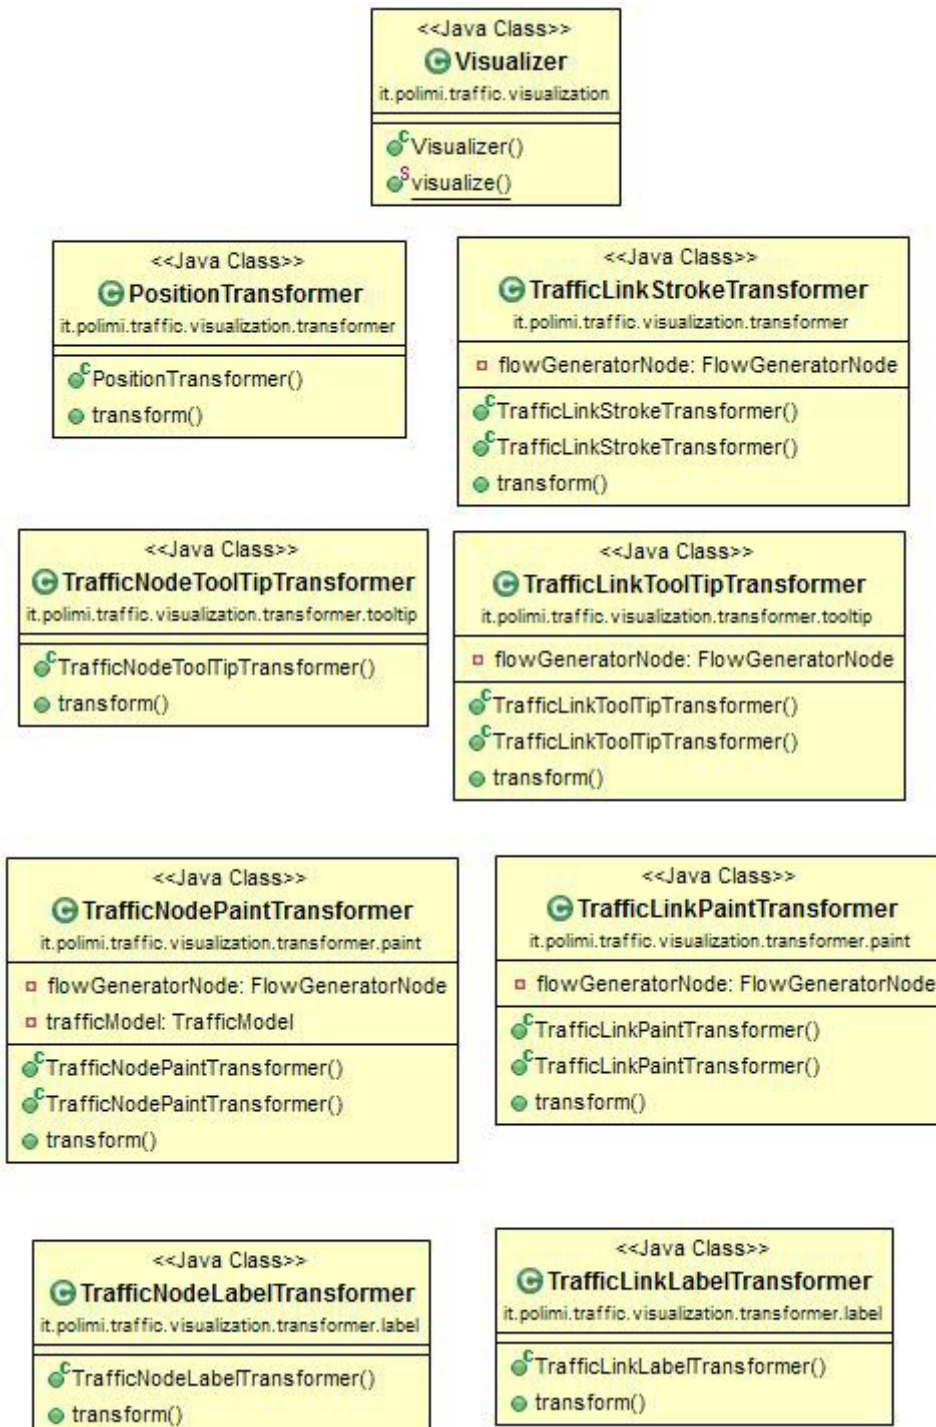 <<Java Class>>
Visualizer
it.polimi.traffic.visualization
Visualizer()
visualize()
<<Java Class>>
PositionTransformer
it.polimi.traffic.visualization.transformer
PositionTransformer()
transform()
<<Java Class>>
TrafficLinkStrokeTransformer
it.polimi.traffic.visualization.transformer
flowGeneratorNode: FlowGeneratorNode
TrafficLinkStrokeTransformer()
TrafficLinkStrokeTransformer()
transform()
<<Java Class>>
TrafficNodeToolTipTransformer
it.polimi.traffic.visualization.transformer.tooltip
TrafficNodeToolTipTransformer()
transform()
<<Java Class>>
TrafficLinkToolTipTransformer
it.polimi.traffic.visualization.transformer.tooltip
flowGeneratorNode: FlowGeneratorNode
TrafficLinkToolTipTransformer()
TrafficLinkToolTipTransformer()
transform()
<<Java Class>>
TrafficNodePaintTransformer
it.polimi.traffic.visualization.transformer.paint
flowGeneratorNode: FlowGeneratorNode
trafficModel: TrafficModel
TrafficNodePaintTransformer()
TrafficNodePaintTransformer()
transform()
<<Java Class>>
TrafficLinkPaintTransformer
it.polimi.traffic.visualization.transformer.paint
flowGeneratorNode: FlowGeneratorNode
TrafficLinkPaintTransformer()
TrafficLinkPaintTransformer()
transform()
<<Java Class>>
TrafficNodeLabelTransformer
it.polimi.traffic.visualization.transformer.label
TrafficNodeLabelTransformer()
transform()
<<Java Class>>
TrafficLinkLabelTransformer
it.polimi.traffic.visualization.transformer.label
TrafficLinkLabelTransformer()
transform()